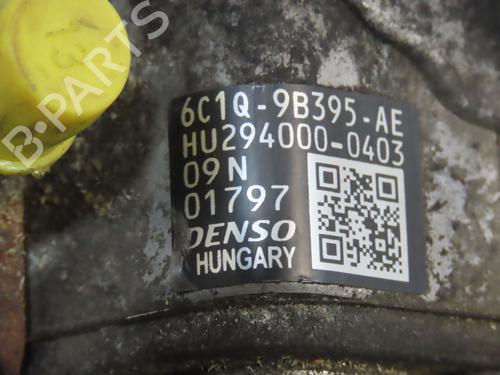 6C1Q-9B395-AE
HU294000-0403
09N
01797
DENSO
HUNGARY
B-PARTS